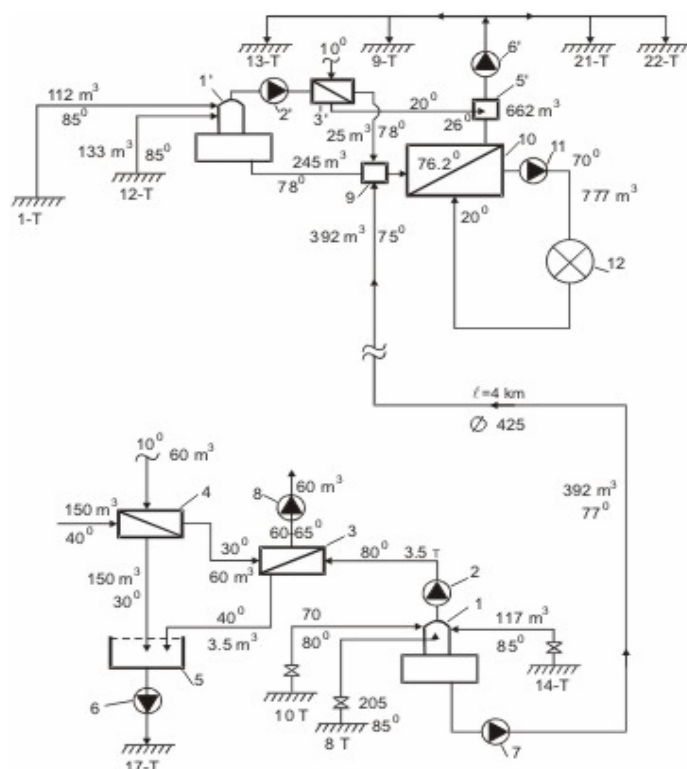 13-T
9-T
21-T
22-T
10⁰
6'
1'
2'
3'
5'
112 m³
85⁰
20⁰
662 m³
25 m³
78⁰
26⁰
10
11
133 m³
85⁰
76.2⁰
70⁰
777 m³
245 m³
78⁰
9
12-T
1-T
20⁰
392 m³
75⁰
12
ℓ=4 km
Ø 425
10⁰
60 m³
4
8
60 m³
150 m³
40⁰
60-65⁰
3
392 m³
77⁰
30⁰
60 m³
80⁰
3.5 т
2
150 m³
30⁰
1
117 m³
40⁰
3.5 m³
70
80⁰
85⁰
14-T
5
6
10 T
205
85⁰
8 T
7
17-T